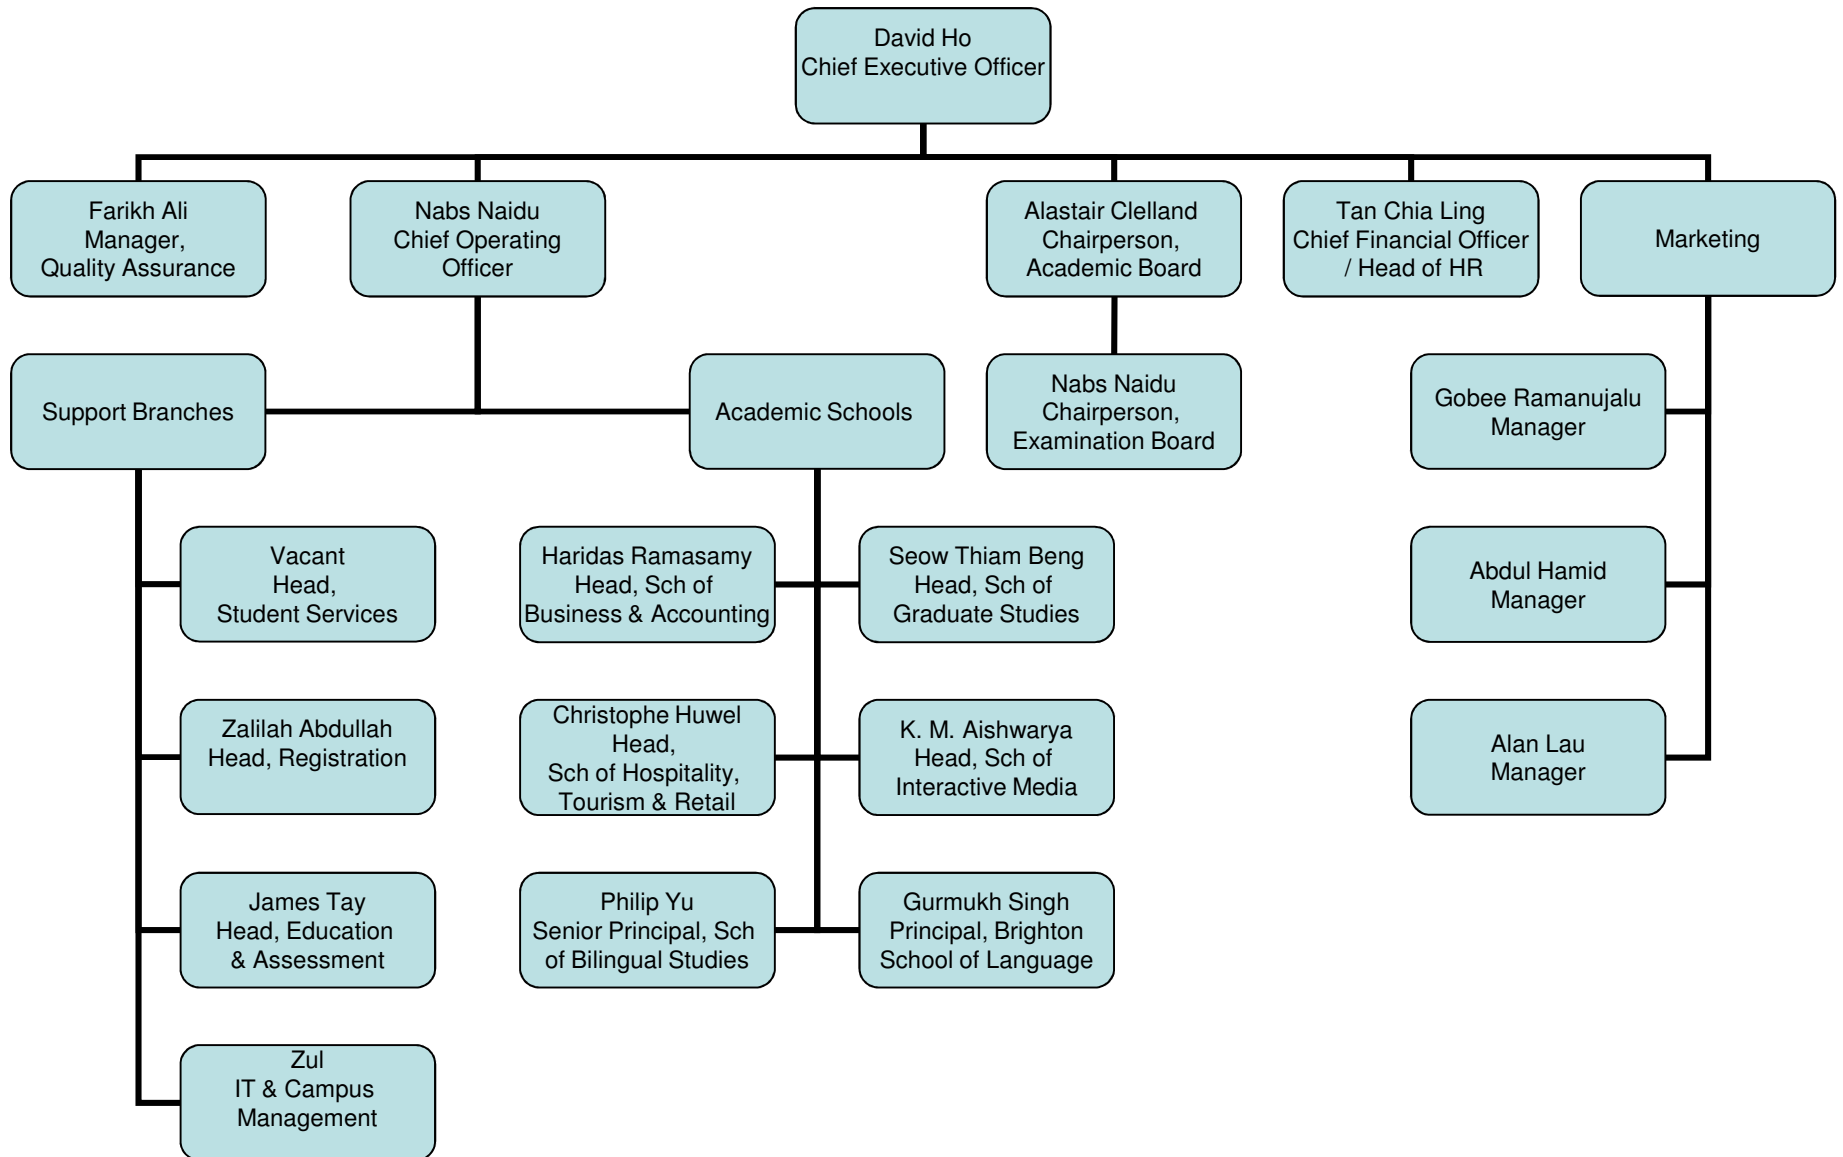 David Ho
Chief Executive Officer
Farikh Ali
Manager,
Quality Assurance
Nabs Naidu
Chief Operating
Officer
Alastair Clelland
Chairperson,
Academic Board
Tan Chia Ling
Chief Financial Officer
/ Head of HR
Marketing
Support Branches
Academic Schools
Nabs Naidu
Chairperson,
Examination Board
Gobee Ramanujalu
Manager
Vacant
Head,
Student Services
Haridas Ramasamy
Head, Sch of
Business & Accounting
Seow Thiam Beng
Head, Sch of
Graduate Studies
Abdul Hamid
Manager
Zalilah Abdullah
Head, Registration
Christophe Huwel
Head,
Sch of Hospitality,
Tourism & Retail
K. M. Aishwarya
Head, Sch of
Interactive Media
Alan Lau
Manager
James Tay
Head, Education
& Assessment
Philip Yu
Senior Principal, Sch
of Bilingual Studies
Gurmukh Singh
Principal, Brighton
School of Language
Zul
IT & Campus
Management